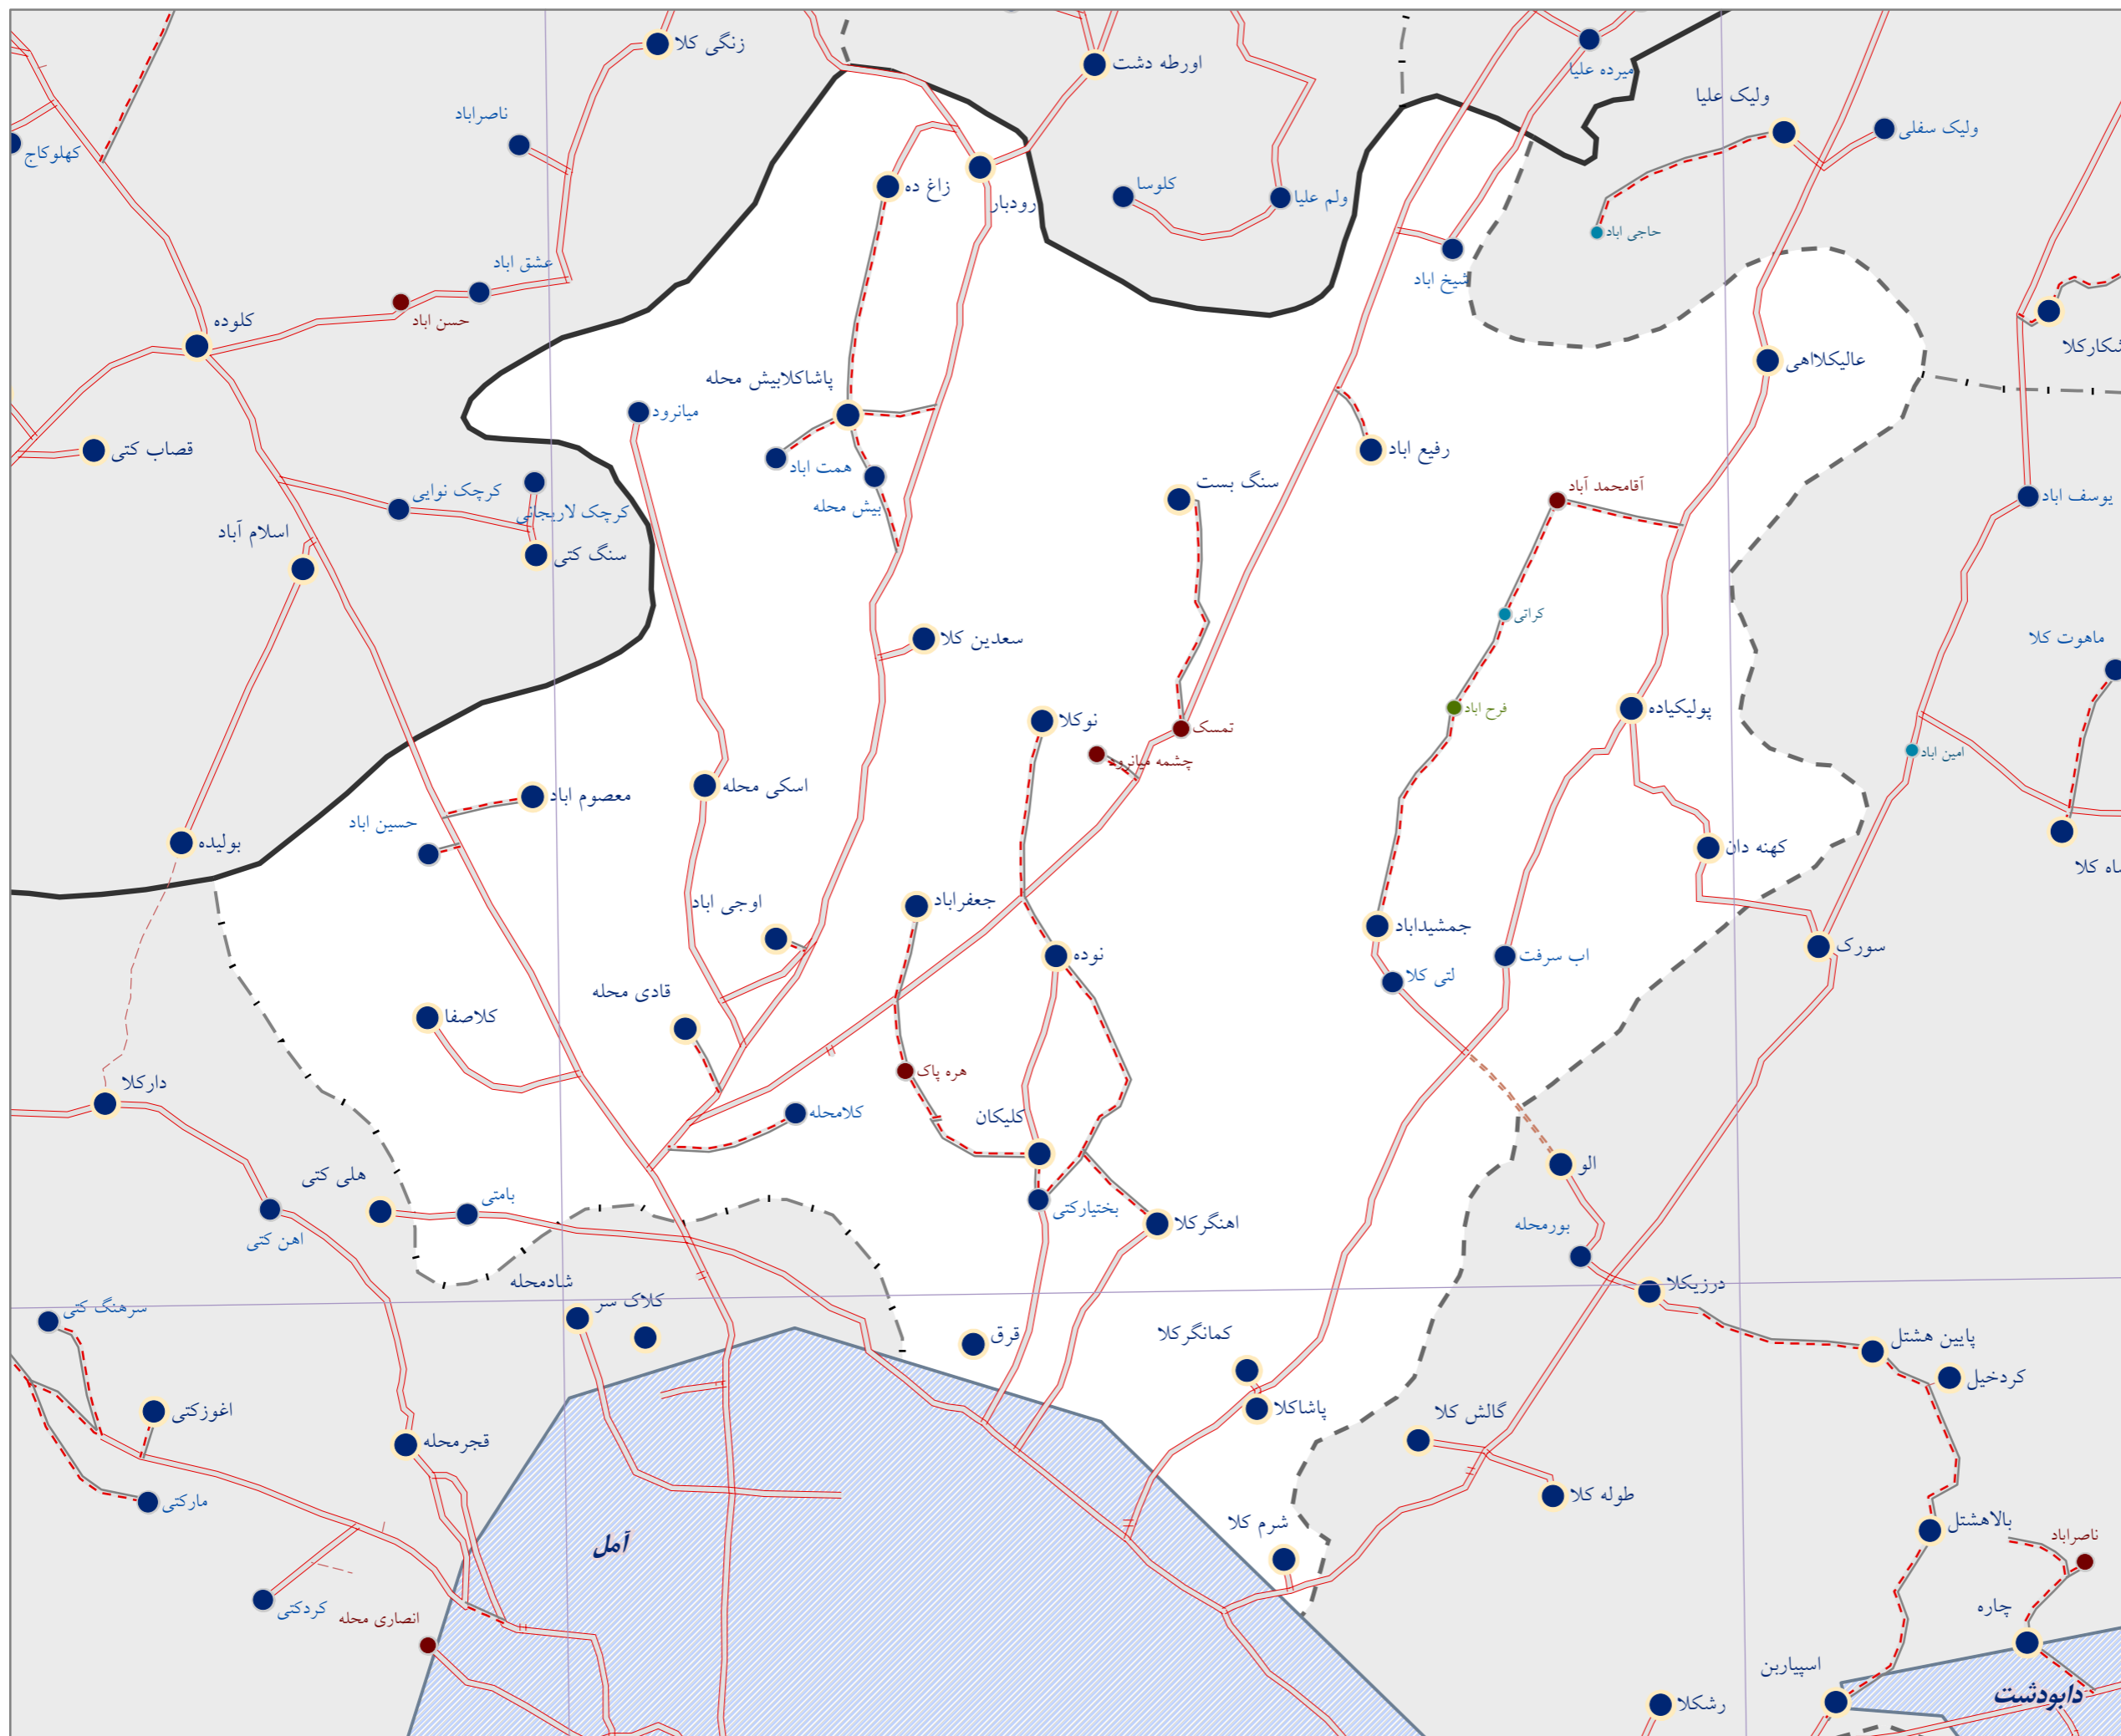 زنگی کلا
اورطه دشت
میرده علیا
ولیک علیا
ولیک سفلی
ناصراباد
کهلوکاج
زاغ ده
رودبار
کلوسا
ولم علیا
حاجی اباد
شیخ اباد
عشق اباد
حسن اباد
کلوده
شکارکلا
عالیکلااهی
پاشاکلابیش محله
میانرود
قصاب کتی
همت اباد
رفیع اباد
بیش محله
سنگ بست
آقامحمد آباد
یوسف اباد
کرچک نوایی
کرچک لاریجانی
اسلام آباد
سنگ کتی
کراتی
سعدین کلا
ماهوت کلا
فرح اباد
پولیکیاده
نوکلا
تمسک
چشمه میانرود
امین اباد
اسکی محله
معصوم اباد
حسین اباد
بولیده
کهنه دان
اوجی اباد
جعفراباد
جمشیداباد
سورک
نوده
اب سرفت
لتی کلا
قادی محله
کلاصفا
هره پاک
دارکلا
کلامحله
کلیکان
الو
هلی کتی
بامتی
بختیارکتی
اهنگرکلا
بورمحله
اهن کتی
شادمحله
درزیکلا
سرهنگ کتی
کلاک سر
قرق
کمانگرکلا
پایین هشتل
کردخیل
اغوزکتی
پاشاکلا
گالش کلا
قجرمحله
مارکتی
طوله کلا
شرم کلا
بالاهشتل
ناصراباد
آمل
کردکتی
انصاری محله
چاره
اسپیاربن
رشکلا
دابودشت